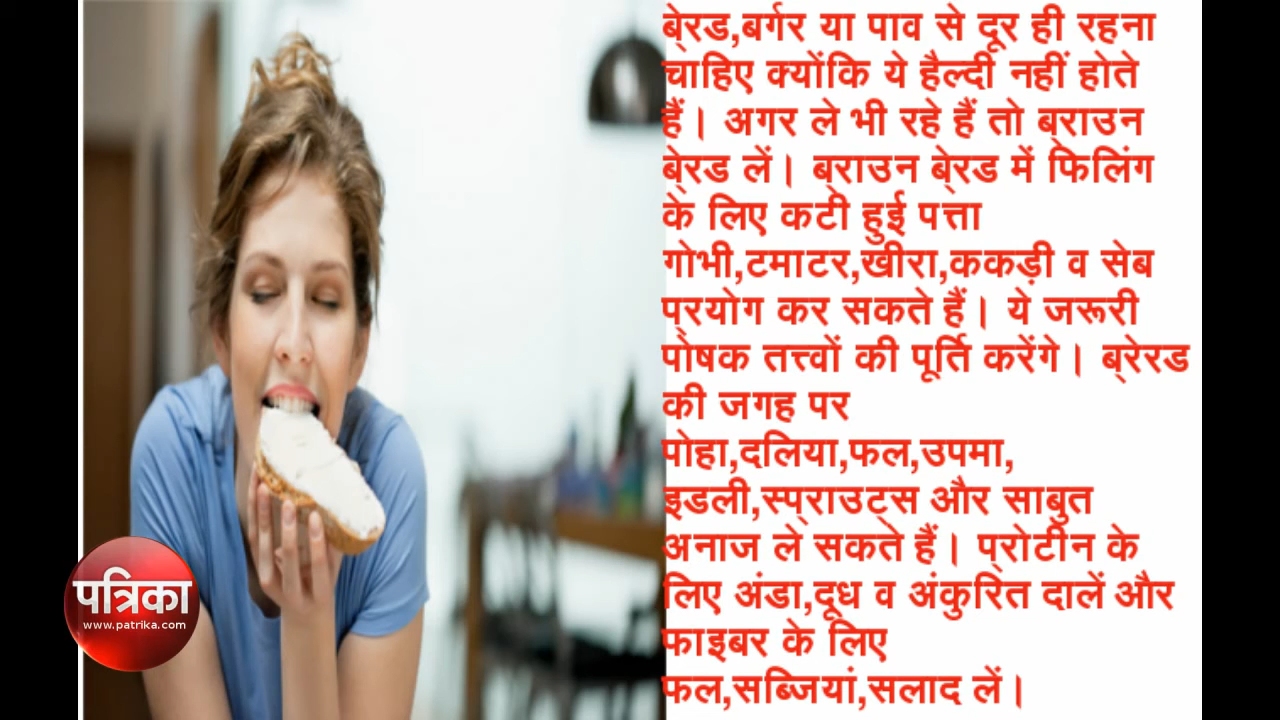 ब्रेड,बर्गर या पाव से दूर ही रहना
चाहिए क्योंकि ये हैल्दी नहीं होते
हैं। अगर ले भी रहे हैं तो ब्राउन
ब्रेड लें। ब्राउन ब्रेड में फिलिंग
के लिए कटी हुई पत्ता
गोभी,टमाटर,खीरा,ककड़ी व सेब
प्रयोग कर सकते हैं। ये जरूरी
पोषक तत्त्वों की पूर्ति करेंगे। ब्रेरड
की जगह पर
पोहा,दलिया,फल,उपमा,
इडली,स्प्राउट्स और साबुत
अनाज ले सकते हैं। प्रोटीन के
लिए अंडा,दूध व अंकुरित दालें और
फाइबर के लिए
फल,सब्जियां,सलाद लें।
पत्रिका
www.patrika.com